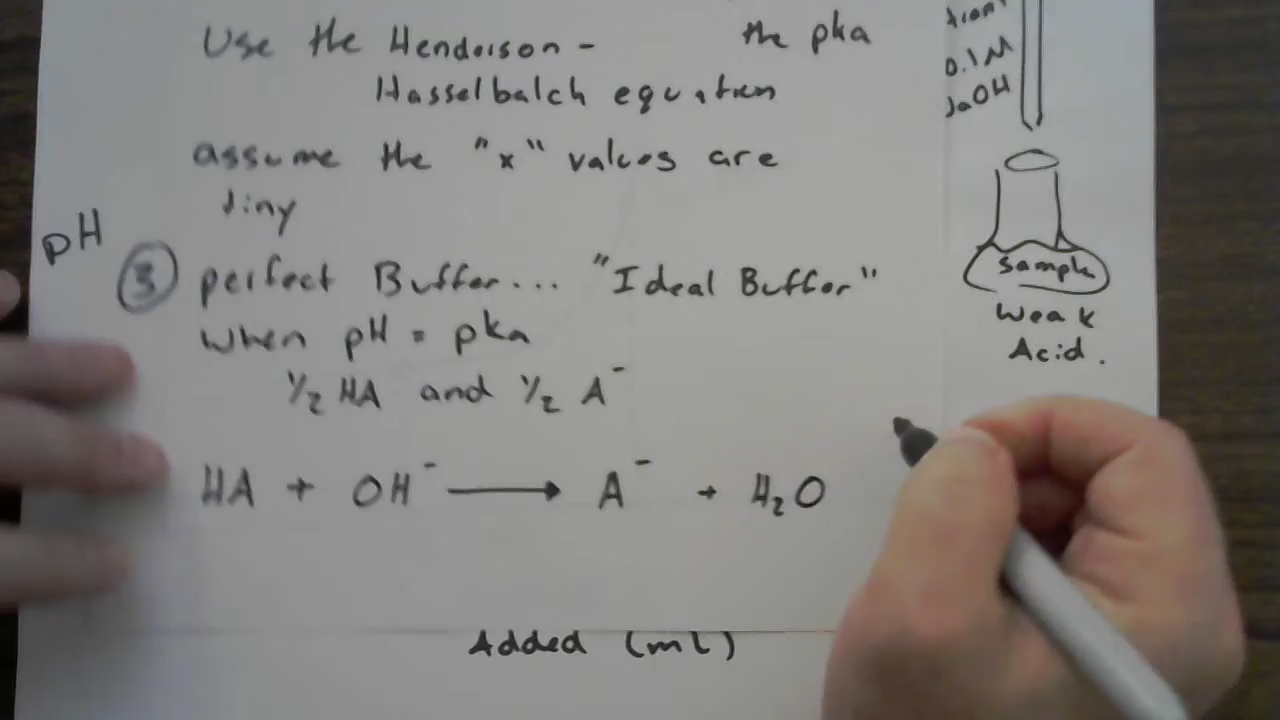 Use the Henderson - the pka
Hasselbalch equation
assume the "x" values are
tiny
pH
③ perfect Buffer... "Ideal Buffer"
when pH = pka
½ HA and ½ A⁻
HA + OH⁻ ⟶ A⁻ + H₂O
Added (mL)
0.1M
NaOH
Sample
Weak
Acid.